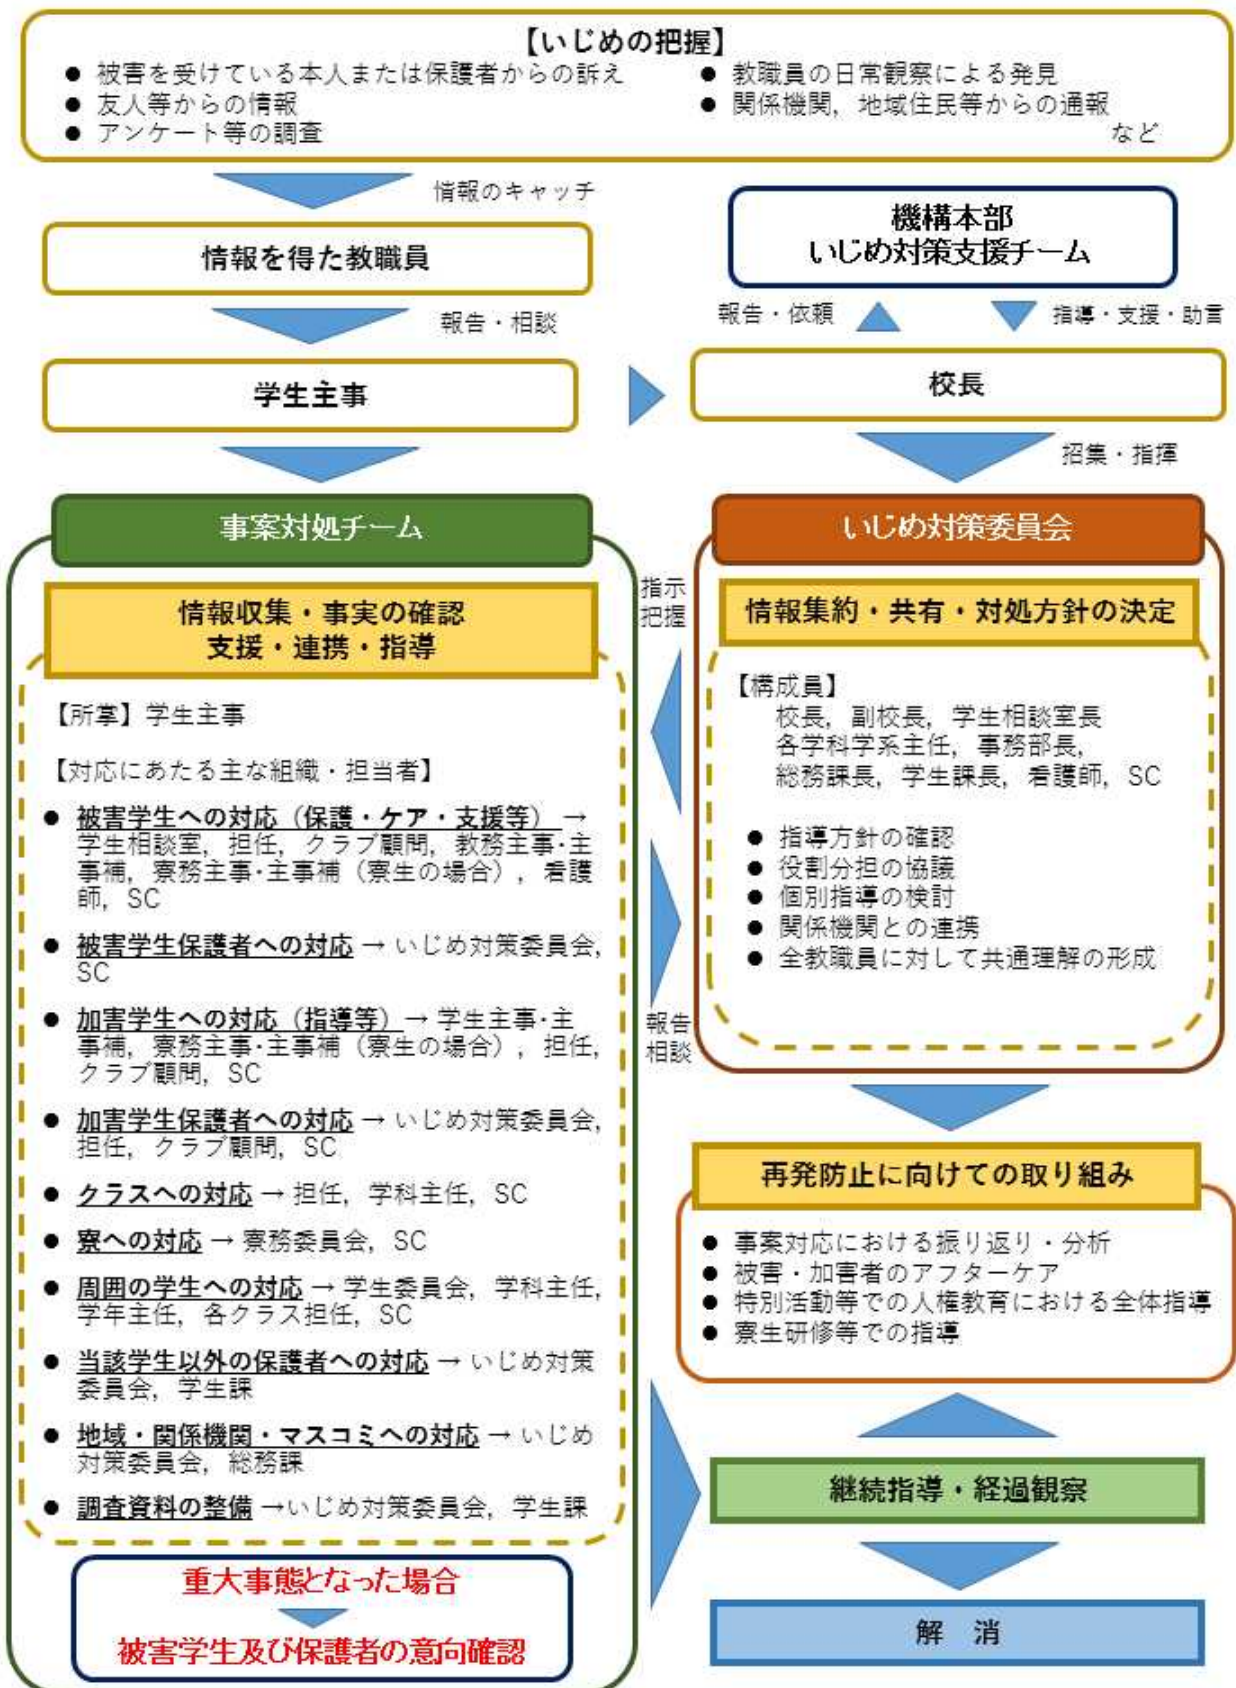 【いじめの把握】
● 被害を受けている本人または保護者からの訴え
● 友人等からの情報
● アンケート等の調査
● 教職員の日常観察による発見
● 関係機関，地域住民等からの通報
など
情報のキャッチ
情報を得た教職員
報告・相談
学生主事
機構本部
いじめ対策支援チーム
報告・依頼
指導・支援・助言
校長
招集・指揮
事案対処チーム
情報収集・事実の確認
支援・連携・指導
【所掌】学生主事
【対応にあたる主な組織・担当者】
● 被害学生への対応（保護・ケア・支援等） →
学生相談室，担任，クラブ顧問，教務主事･主
事補，寮務主事･主事補（寮生の場合），看護
師，SC
● 被害学生保護者への対応 → いじめ対策委員会，
SC
● 加害学生への対応（指導等） → 学生主事･主
事補，寮務主事･主事補（寮生の場合），担任，
クラブ顧問，SC
● 加害学生保護者への対応 → いじめ対策委員会，
担任，クラブ顧問，SC
● クラスへの対応 → 担任，学科主任，SC
● 寮への対応 → 寮務委員会，SC
● 周囲の学生への対応 → 学生委員会，学科主任，
学年主任，各クラス担任，SC
● 当該学生以外の保護者への対応 → いじめ対策
委員会，学生課
● 地域・関係機関・マスコミへの対応 → いじめ
対策委員会，総務課
● 調査資料の整備 →いじめ対策委員会，学生課
重大事態となった場合
被害学生及び保護者の意向確認
指示
把握
報告
相談
いじめ対策委員会
情報集約・共有・対処方針の決定
【構成員】
校長，副校長，学生相談室長
各学科学系主任，事務部長，
総務課長，学生課長，看護師，SC
● 指導方針の確認
● 役割分担の協議
● 個別指導の検討
● 関係機関との連携
● 全教職員に対して共通理解の形成
再発防止に向けての取り組み
● 事案対応における振り返り・分析
● 被害・加害者のアフターケア
● 特別活動等での人権教育における全体指導
● 寮生研修等での指導
継続指導・経過観察
解　消